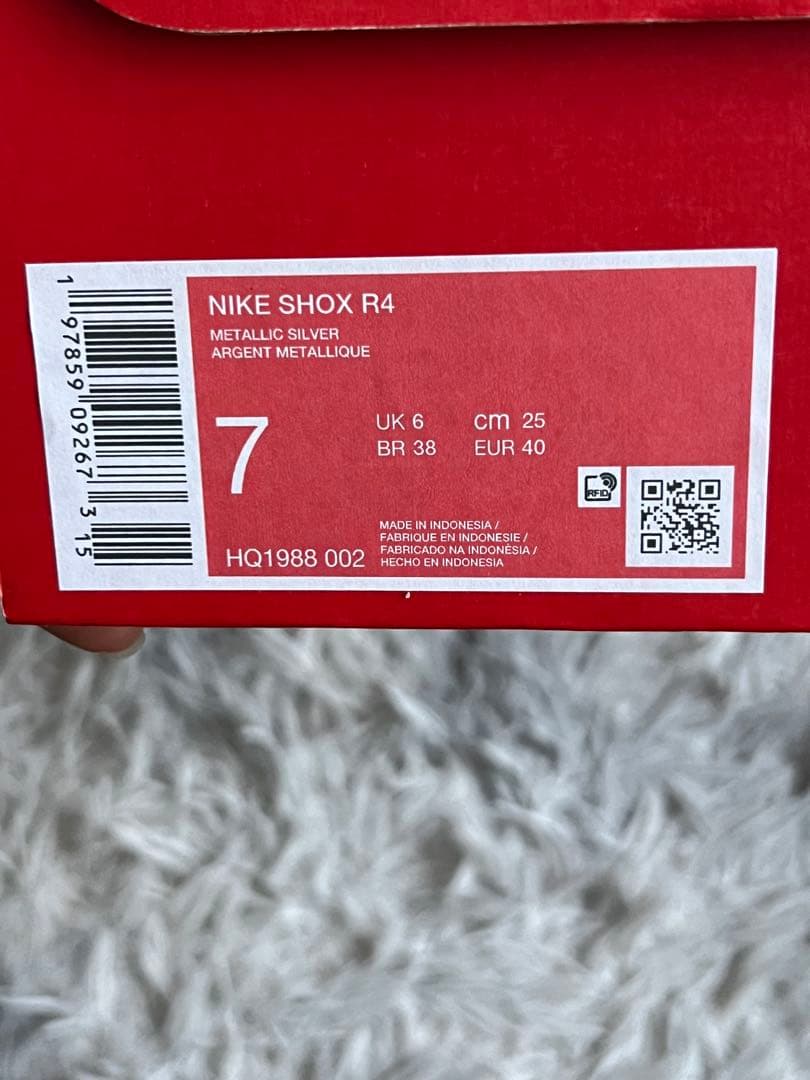 NIKE SHOX R4
METALLIC SILVER
ARGENT METALLIQUE
7
UK 6 cm 25
BR 38 EUR 40
MADE IN INDONESIA /
FABRIQUE EN INDONESIE /
FABRICADO NA INDONÉSIA /
HECHO EN INDONESIA
HQ1988 002
RFID
1 97859 09267 3 15